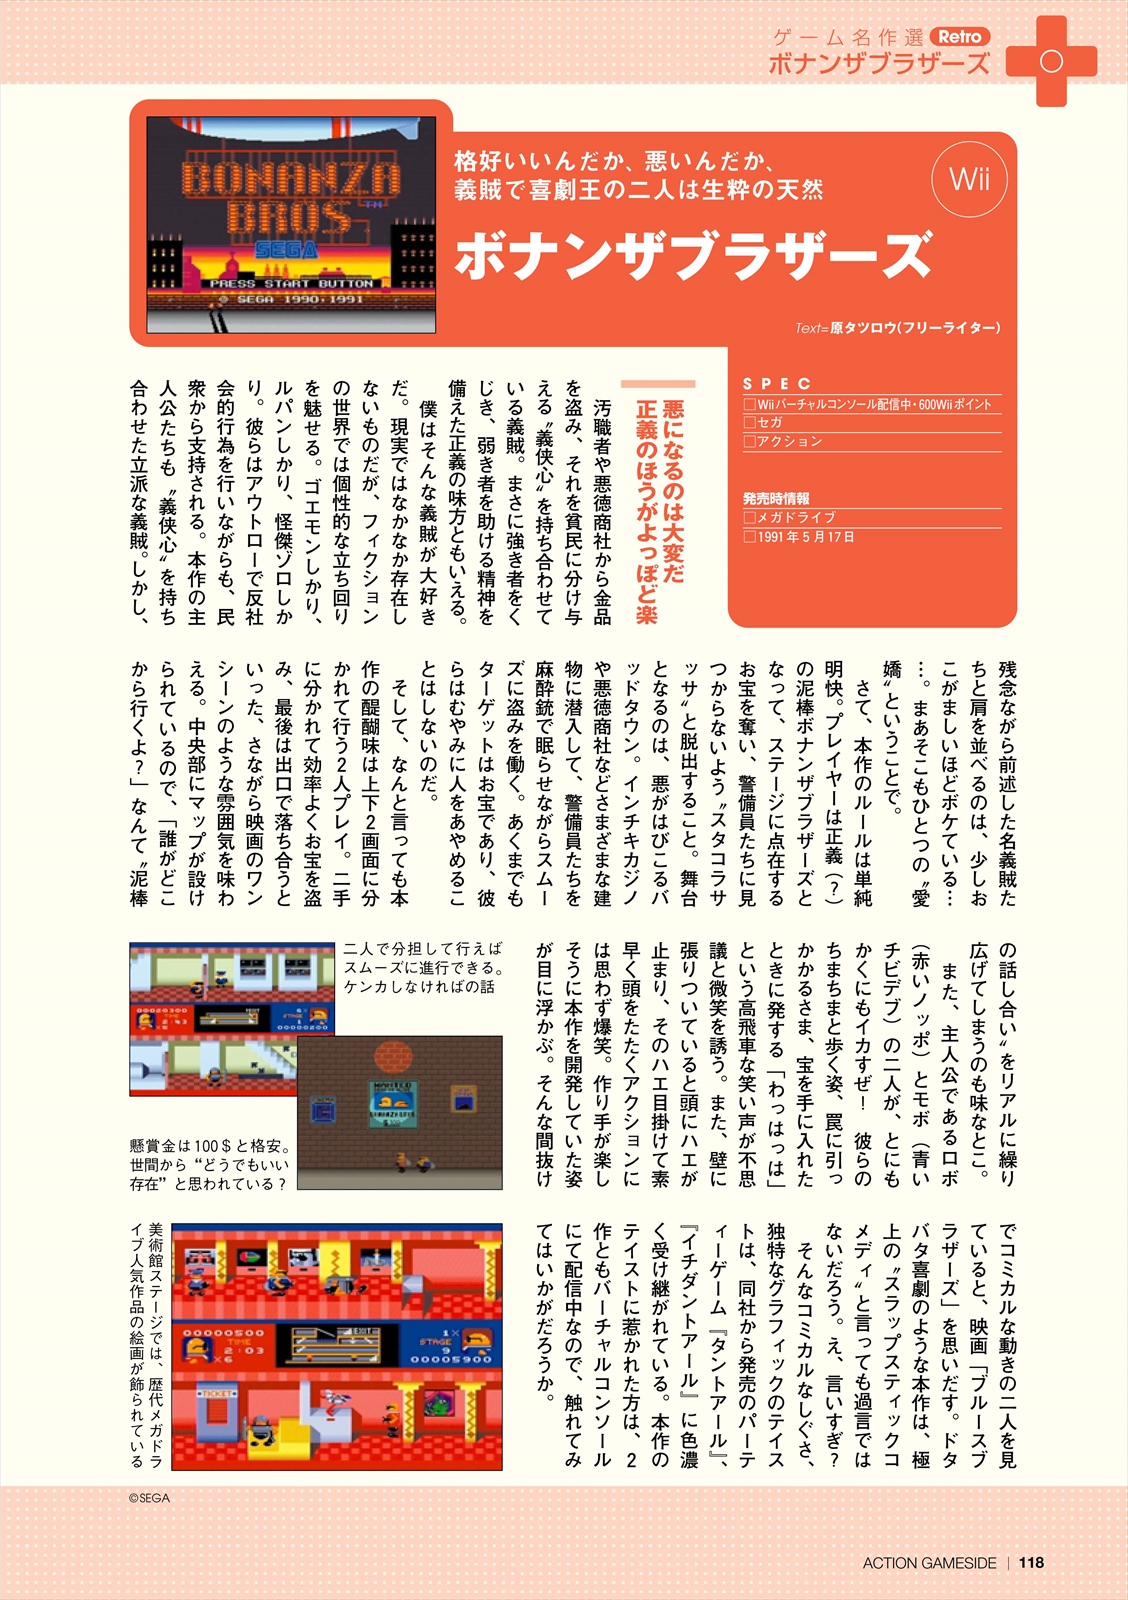 ゲーム名作選 Retro
ボナンザブラザーズ
BONANZA
BROS.™
SEGA
PRESS START BUTTON
© SEGA 1990,1991
格好いいんだか、悪いんだか、
義賊で喜劇王の二人は生粋の天然
Wii
ボナンザブラザーズ
Text=原タツロウ(フリーライター)
SPEC
□Wiiバーチャルコンソール配信中・600Wiiポイント
□セガ
□アクション
発売時情報
□メガドライブ
□1991年5月17日
悪になるのは大変だ
正義のほうがよっぽど楽
汚職者や悪徳商社から金品
を盗み、それを貧民に分け与
える〝義侠心〟を持ち合わせて
いる義賊。まさに強き者をく
じき、弱き者を助ける精神を
備えた正義の味方ともいえる。
僕はそんな義賊が大好き
だ。現実ではなかなか存在し
ないものだが、フィクション
の世界では個性的な立ち回り
を魅せる。ゴエモンしかり、
ルパンしかり、怪傑ゾロしか
り。彼らはアウトローで反社
会的行為を行いながらも、民
衆から支持される。本作の主
人公たちも〝義侠心〟を持ち
合わせた立派な義賊。しかし、
残念ながら前述した名義賊た
ちと肩を並べるのは、少しお
こがましいほどボケている…
…。まあそこもひとつの〝愛
嬌〟ということで。
さて、本作のルールは単純
明快。プレイヤーは正義(?)
の泥棒ボナンザブラザーズと
なって、ステージに点在する
お宝を奪い、警備員たちに見
つからないよう〝スタコラサ
ッサ〟と脱出すること。舞台
となるのは、悪がはびこるバ
ッドタウン。インチキカジノ
や悪徳商社などさまざまな建
物に潜入して、警備員たちを
麻酔銃で眠らせながらスムー
ズに盗みを働く。あくまでも
ターゲットはお宝であり、彼
らはむやみに人をあやめるこ
とはしないのだ。
そして、なんと言っても本
作の醍醐味は上下2画面に分
かれて行う2人プレイ。二手
に分かれて効率よくお宝を盗
み、最後は出口で落ち合うと
いった、さながら映画のワン
シーンのような雰囲気を味わ
える。中央部にマップが設け
られているので、「誰がどこ
から行くよ?」なんて〝泥棒
の話し合い〟をリアルに繰り
広げてしまうのも味なとこ。
また、主人公であるロボ
(赤いノッポ)とモボ(青い
チビデブ)の二人が、とにも
かくにもイカすぜ! 彼らの
ちまちまと歩く姿、罠に引っ
かかるさま、宝を手に入れた
ときに発する「わっはっは」
という高飛車な笑い声が不思
議と微笑を誘う。また、壁に
張りついていると頭にハエが
止まり、そのハエ目掛けて素
早く頭をたたくアクションに
は思わず爆笑。作り手が楽し
そうに本作を開発していた姿
が目に浮かぶ。そんな間抜け
でコミカルな動きの二人を見
ていると、映画「ブルースブ
ラザーズ」を思いだす。ドタ
バタ喜劇のような本作は、極
上の〝スラップスティックコ
メディ〟と言っても過言では
ないだろう。え、言いすぎ?
そんなコミカルなしぐさ、
独特なグラフィックのテイス
トは、同社から発売のパーテ
ィーゲーム『タントアール』、
『イチダントアール』に色濃
く受け継がれている。本作の
テイストに惹かれた方は、2
作ともバーチャルコンソール
にて配信中なので、触れてみ
てはいかがだろうか。
二人で分担して行えば
スムーズに進行できる。
ケンカしなければの話
懸賞金は100$と格安。
世間から“どうでもいい
存在”と思われている?
WANTED
BONANZA BROS.
00000500
TIME
2:03
×6
EXIT
1×
STAGE
9
00005900
TICKET
美術館ステージでは、歴代メガドラ
イブ人気作品の絵画が飾られている
©SEGA
ACTION GAMESIDE | 118